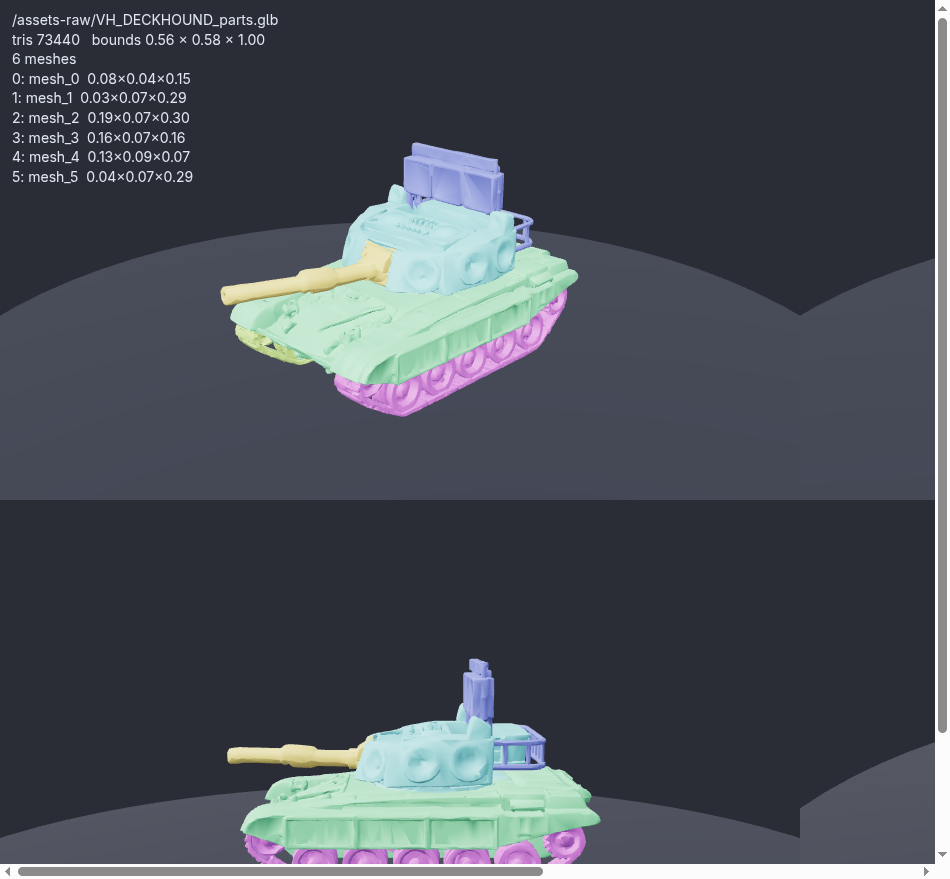 /assets-raw/VH_DECKHOUND_parts.glb
tris 73440   bounds 0.56 × 0.58 × 1.00
6 meshes
0: mesh_0  0.08×0.04×0.15
1: mesh_1  0.03×0.07×0.29
2: mesh_2  0.19×0.07×0.30
3: mesh_3  0.16×0.07×0.16
4: mesh_4  0.13×0.09×0.07
5: mesh_5  0.04×0.07×0.29